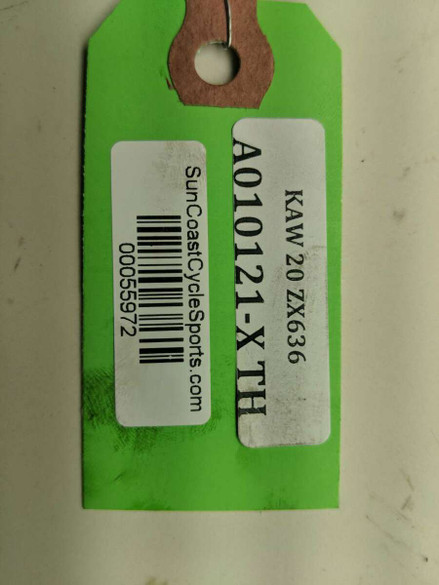 KAW 20 ZX636
A010121-X TH
SunCoastCycleSports.com
00055972